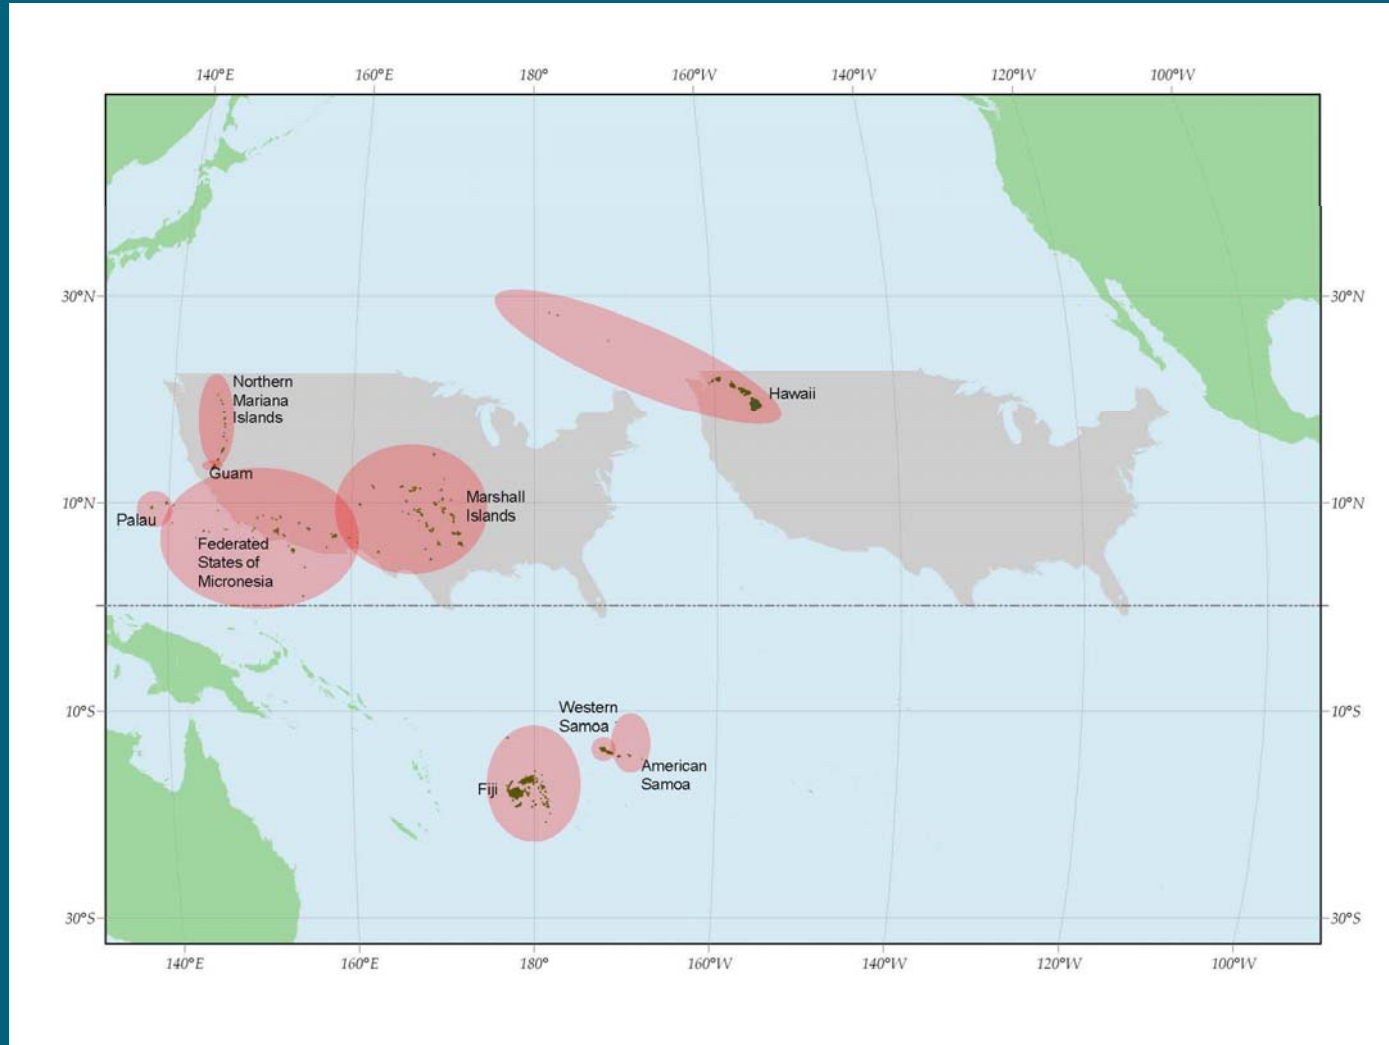 140°E 160°E 180° 160°W 140°W 120°W 100°W
30°N 30°N
Northern
Mariana
Islands
Hawaii
Guam
10°N 10°N
Marshall
Islands
Palau
Federated
States of
Micronesia
10°S 10°S
Western
Samoa
American
Samoa
Fiji
30°S 30°S
140°E 160°E 180° 160°W 140°W 120°W 100°W